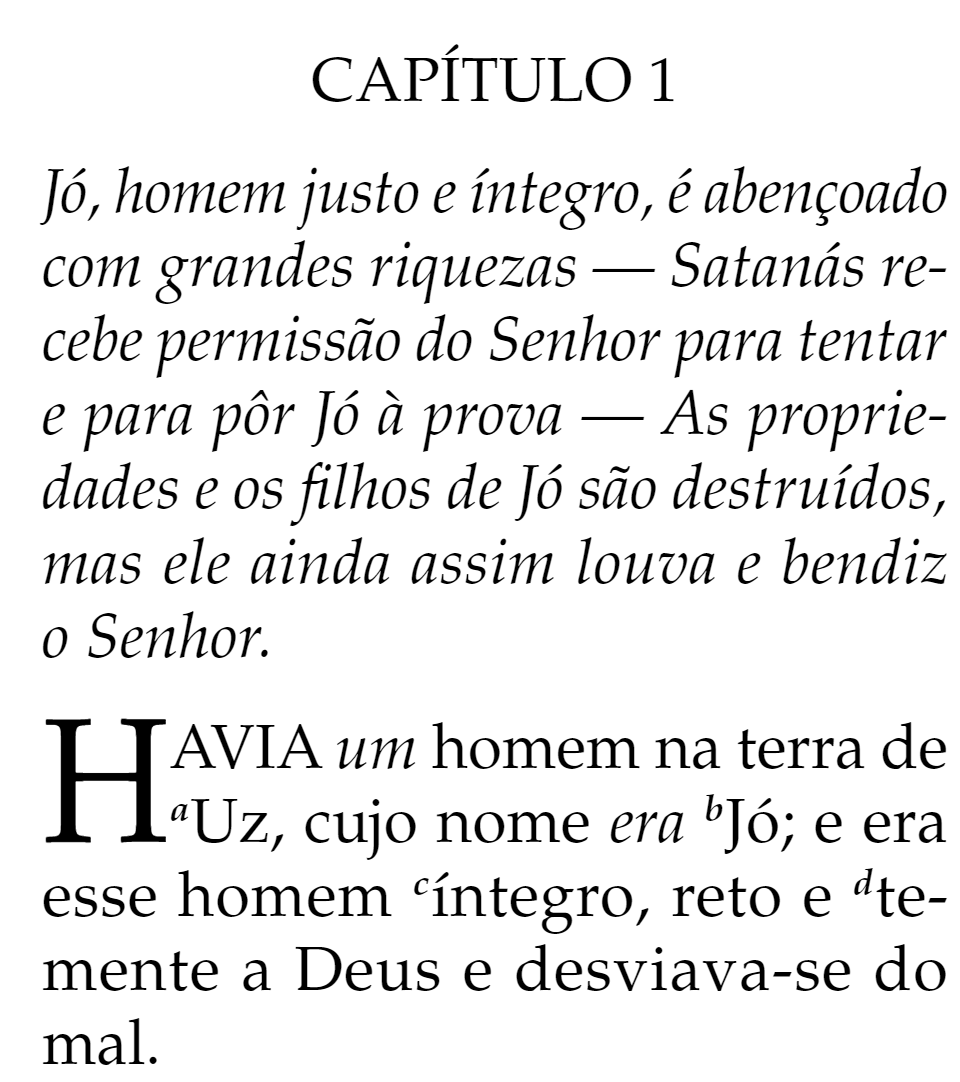 CAPÍTULO 1
Jó, homem justo e íntegro, é abençoado
com grandes riquezas — Satanás re-
cebe permissão do Senhor para tentar
e para pôr Jó à prova — As proprie-
dades e os filhos de Jó são destruídos,
mas ele ainda assim louva e bendiz
o Senhor.
HAVIA um homem na terra de
aUz, cujo nome era bJó; e era
esse homem cíntegro, reto e dte-
mente a Deus e desviava-se do
mal.